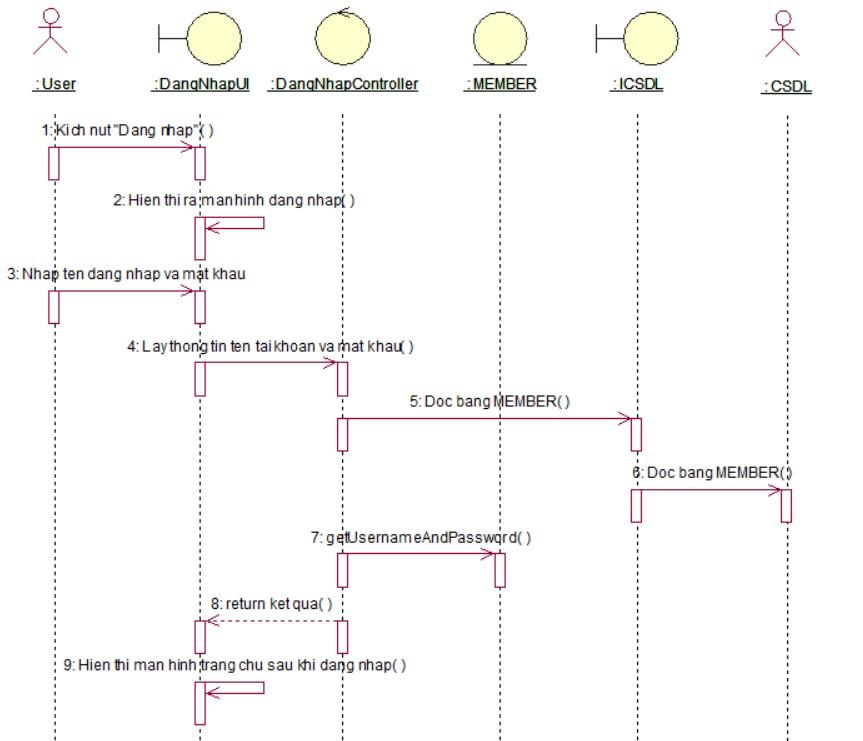 :User
:DangNhapUI
:DangNhapController
:MEMBER
:ICSDL
:CSDL
1: Kich nut "Dang nhap"( )
2: Hien thi ra man hinh dang nhap( )
3: Nhap ten dang nhap va mat khau
4: Lay thong tin ten tai khoan va mat khau( )
5: Doc bang MEMBER( )
6: Doc bang MEMBER( )
7: getUsernameAndPassword( )
8: return ket qua( )
9: Hien thi man hinh trang chu sau khi dang nhap( )